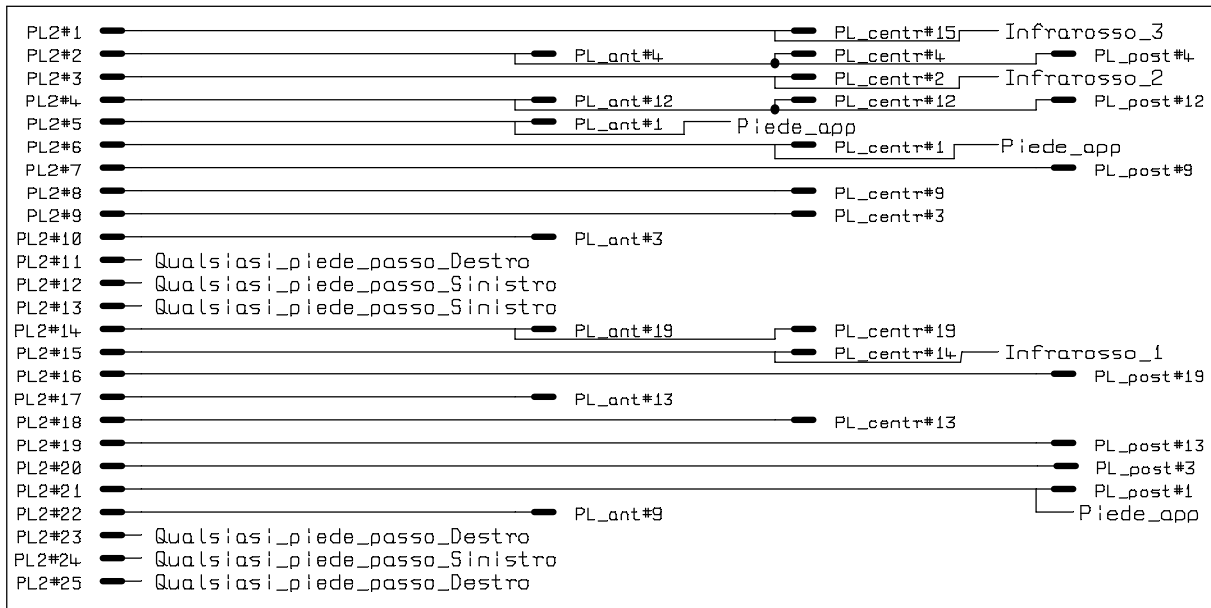 PL2#1 PL_centr#15 Infrarosso_3
PL2#2 PL_ant#4 PL_centr#4 PL_post#4
PL2#3 PL_centr#2 Infrarosso_2
PL2#4 PL_ant#12 PL_centr#12 PL_post#12
PL2#5 PL_ant#1 Piede_app
PL2#6 PL_centr#1 Piede_app
PL2#7 PL_post#9
PL2#8 PL_centr#9
PL2#9 PL_centr#3
PL2#10 PL_ant#3
PL2#11 Qualsiasi_piede_passo_Destro
PL2#12 Qualsiasi_piede_passo_Sinistro
PL2#13 Qualsiasi_piede_passo_Sinistro
PL2#14 PL_ant#19 PL_centr#19
PL2#15 PL_centr#14 Infrarosso_1
PL2#16 PL_post#19
PL2#17 PL_ant#13
PL2#18 PL_centr#13
PL2#19 PL_post#13
PL2#20 PL_post#3
PL2#21 PL_post#1
PL2#22 PL_ant#9 Piede_app
PL2#23 Qualsiasi_piede_passo_Destro
PL2#24 Qualsiasi_piede_passo_Sinistro
PL2#25 Qualsiasi_piede_passo_Destro